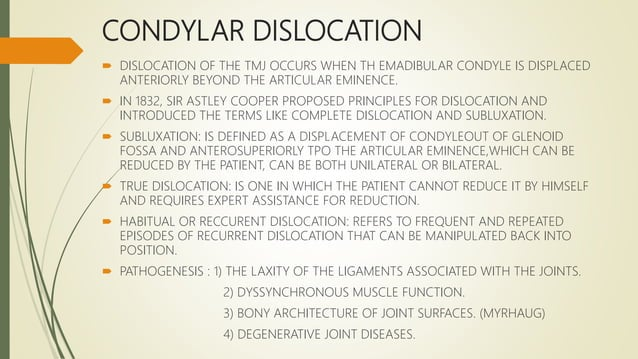 CONDYLAR DISLOCATION
DISLOCATION OF THE TMJ OCCURS WHEN TH EMADIBULAR CONDYLE IS DISPLACED
ANTERIORLY BEYOND THE ARTICULAR EMINENCE.
IN 1832, SIR ASTLEY COOPER PROPOSED PRINCIPLES FOR DISLOCATION AND
INTRODUCED THE TERMS LIKE COMPLETE DISLOCATION AND SUBLUXATION.
SUBLUXATION: IS DEFINED AS A DISPLACEMENT OF CONDYLEOUT OF GLENOID
FOSSA AND ANTEROSUPERIORLY TPO THE ARTICULAR EMINENCE,WHICH CAN BE
REDUCED BY THE PATIENT, CAN BE BOTH UNILATERAL OR BILATERAL.
TRUE DISLOCATION: IS ONE IN WHICH THE PATIENT CANNOT REDUCE IT BY HIMSELF
AND REQUIRES EXPERT ASSISTANCE FOR REDUCTION.
HABITUAL OR RECCURENT DISLOCATION: REFERS TO FREQUENT AND REPEATED
EPISODES OF RECURRENT DISLOCATION THAT CAN BE MANIPULATED BACK INTO
POSITION.
PATHOGENESIS : 1) THE LAXITY OF THE LIGAMENTS ASSOCIATED WITH THE JOINTS.
2) DYSSYNCHRONOUS MUSCLE FUNCTION.
3) BONY ARCHITECTURE OF JOINT SURFACES. (MYRHAUG)
4) DEGENERATIVE JOINT DISEASES.